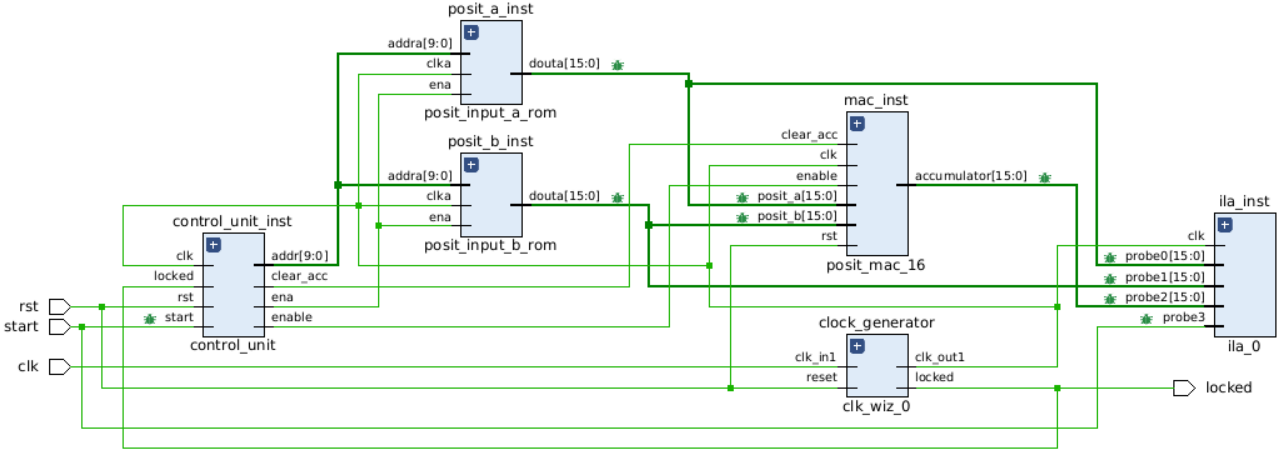 posit_a_inst
addra[9:0]
clka
ena
douta[15:0]
posit_input_a_rom
posit_b_inst
addra[9:0]
clka
ena
douta[15:0]
posit_input_b_rom
mac_inst
clear_acc
clk
enable
posit_a[15:0]
posit_b[15:0]
rst
accumulator[15:0]
posit_mac_16
control_unit_inst
clk
locked
rst
start
addr[9:0]
clear_acc
ena
enable
control_unit
rst
start
clk
clock_generator
clk_in1
reset
clk_out1
locked
clk_wiz_0
ila_inst
clk
probe0[15:0]
probe1[15:0]
probe2[15:0]
probe3
ila_0
locked